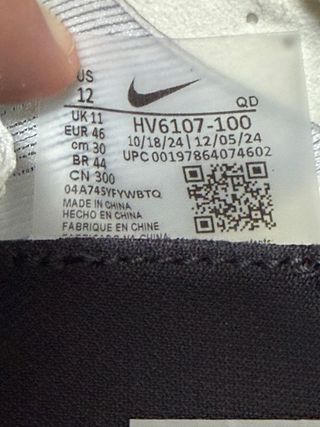 US
12
UK 11
EUR 46
cm 30
BR 44
CN 300
QD
HV6107-100
10/18/24 | 12/05/24
UPC 00197864074602
04A74SYFYWBTQ
MADE IN CHINA
HECHO EN CHINA
FABRIQUE EN CHINE